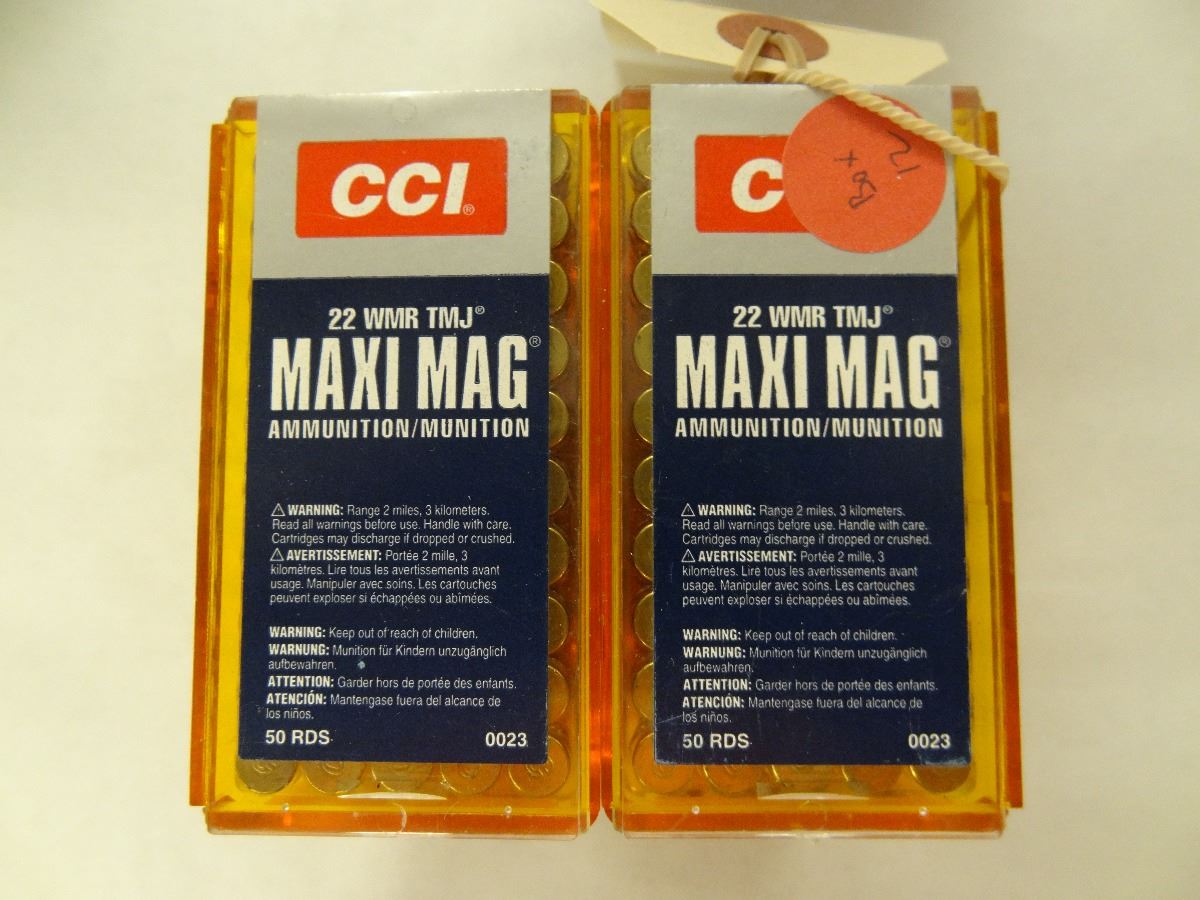 CCI®
22 WMR TMJ®
MAXI MAG®
AMMUNITION/MUNITION
⚠ WARNING: Range 2 miles, 3 kilometers.
Read all warnings before use. Handle with care.
Cartridges may discharge if dropped or crushed.
⚠ AVERTISSEMENT: Portée 2 mille, 3
kilomètres. Lire tous les avertissements avant
usage. Manipuler avec soins. Les cartouches
peuvent exploser si échappées ou abîmées.
WARNING: Keep out of reach of children.
WARNUNG: Munition für Kindern unzugänglich
aufbewahren.
ATTENTION: Garder hors de portée des enfants.
ATENCIÓN: Mantengase fuera del alcance de
los niños.
50 RDS 0023
C
Box
12
22 WMR TMJ®
MAXI MAG®
AMMUNITION/MUNITION
⚠ WARNING: Range 2 miles, 3 kilometers.
Read all warnings before use. Handle with care.
Cartridges may discharge if dropped or crushed.
⚠ AVERTISSEMENT: Portée 2 mille, 3
kilomètres. Lire tous les avertissements avant
usage. Manipuler avec soins. Les cartouches
peuvent exploser si échappées ou abîmées.
WARNING: Keep out of reach of children.
WARNUNG: Munition für Kindern unzugänglich
aufbewahren.
ATTENTION: Garder hors de portée des enfants.
ATENCIÓN: Mantengase fuera del alcance de
los niños.
50 RDS 0023